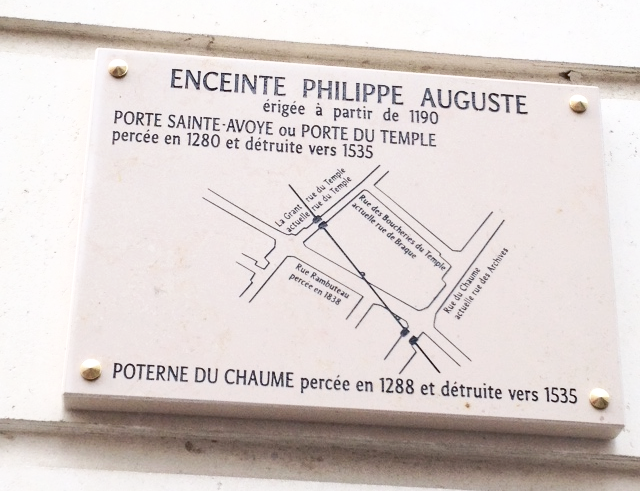 ENCEINTE PHILIPPE AUGUSTE
érigée à partir de 1190
PORTE SAINTE-AVOYE ou PORTE DU TEMPLE
percée en 1280 et détruite vers 1535
La Grant rue du Temple
actuelle rue du Temple
Rue des Boucheries du Temple
actuelle rue de Braque
Rue Rambuteau
percée en 1838
Rue du Chaume
actuelle rue des Archives
POTERNE DU CHAUME percée en 1288 et détruite vers 1535